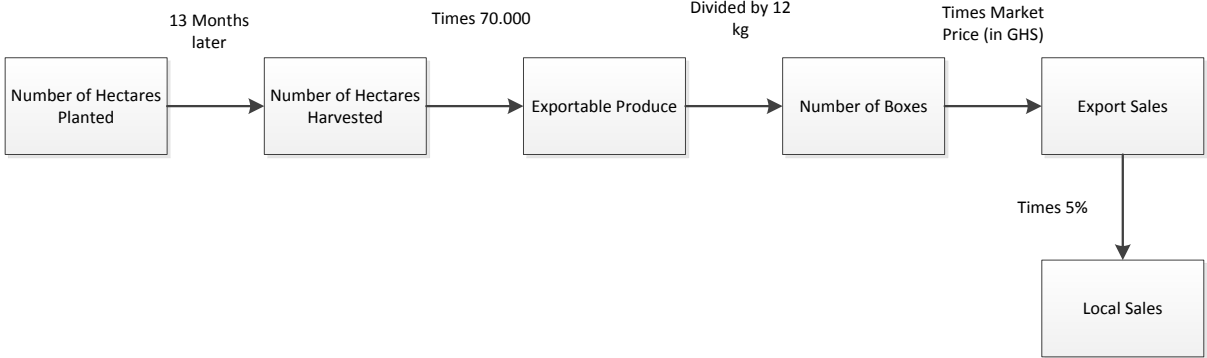 13 Months
later
Times 70.000
Divided by 12
kg
Times Market
Price (in GHS)
Number of Hectares
Planted
Number of Hectares
Harvested
Exportable Produce
Number of Boxes
Export Sales
Times 5%
Local Sales